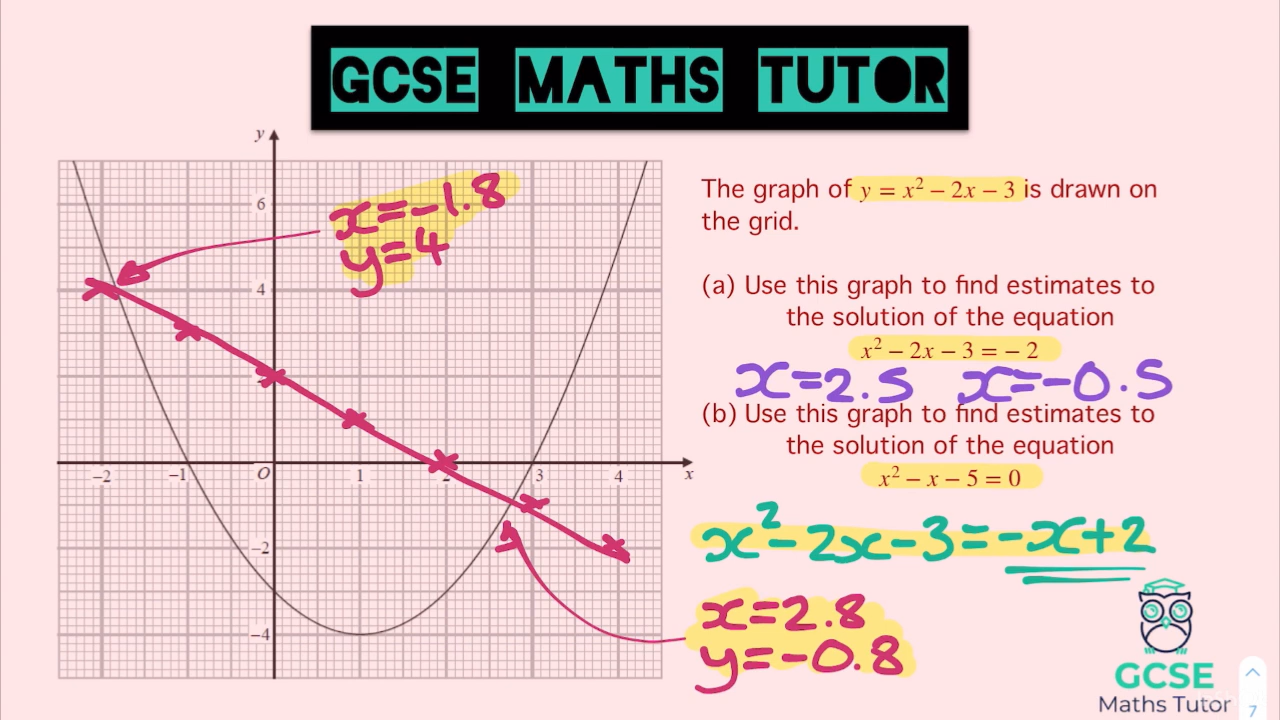 GCSE MATHS TUTOR
y
6
4
2
-2 -1 O 1 2 3 4 x
-2
-4
x=-1.8
y=4
The graph of y = x² − 2x − 3 is drawn on
the grid.
(a) Use this graph to find estimates to
the solution of the equation
x² − 2x − 3 = − 2
x=2.5 x=-0.5
(b) Use this graph to find estimates to
the solution of the equation
x² − x − 5 = 0
x²-2x-3=-x+2
x=2.8
y=-0.8
GCSE
Maths Tutor
7